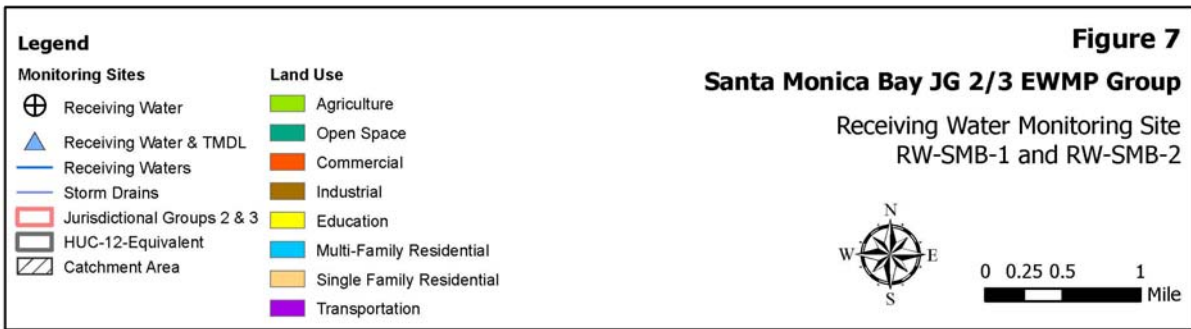 Legend
Monitoring Sites
Receiving Water
Receiving Water & TMDL
Receiving Waters
Storm Drains
Jurisdictional Groups 2 & 3
HUC-12-Equivalent
Catchment Area
Land Use
Agriculture
Open Space
Commercial
Industrial
Education
Multi-Family Residential
Single Family Residential
Transportation
Figure 7
Santa Monica Bay JG 2/3 EWMP Group
Receiving Water Monitoring Site
RW-SMB-1 and RW-SMB-2
N
W E
S
0 0.25 0.5 1
Mile